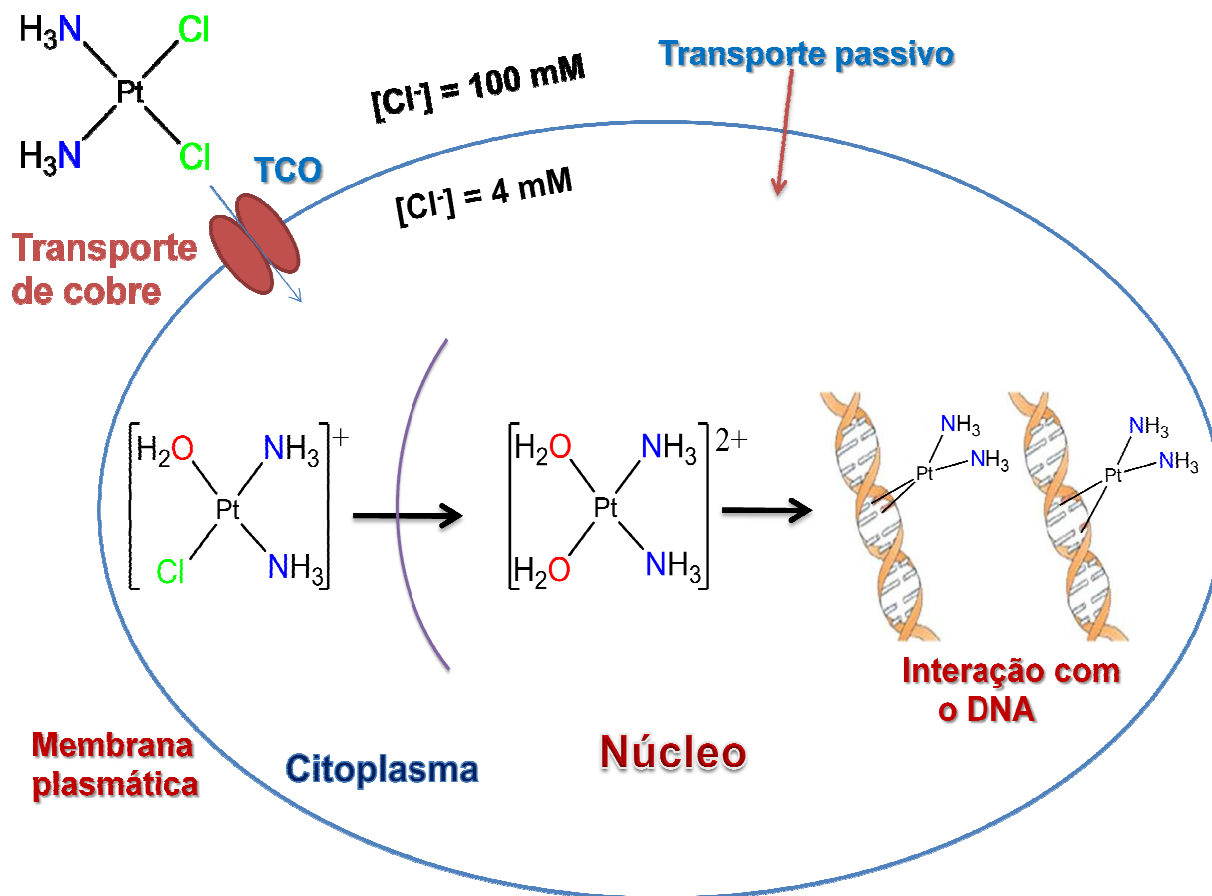 H₃N
Cl
Pt
H₃N
Cl
[Cl⁻] = 100 mM
Transporte passivo
TCO
[Cl⁻] = 4 mM
Transporte
de cobre
H₂O
NH₃
+
Pt
Cl
NH₃
H₂O
NH₃
2+
Pt
H₂O
NH₃
NH₃
Pt
NH₃
NH₃
Pt
NH₃
Interação com
o DNA
Membrana
plasmática
Citoplasma
Núcleo